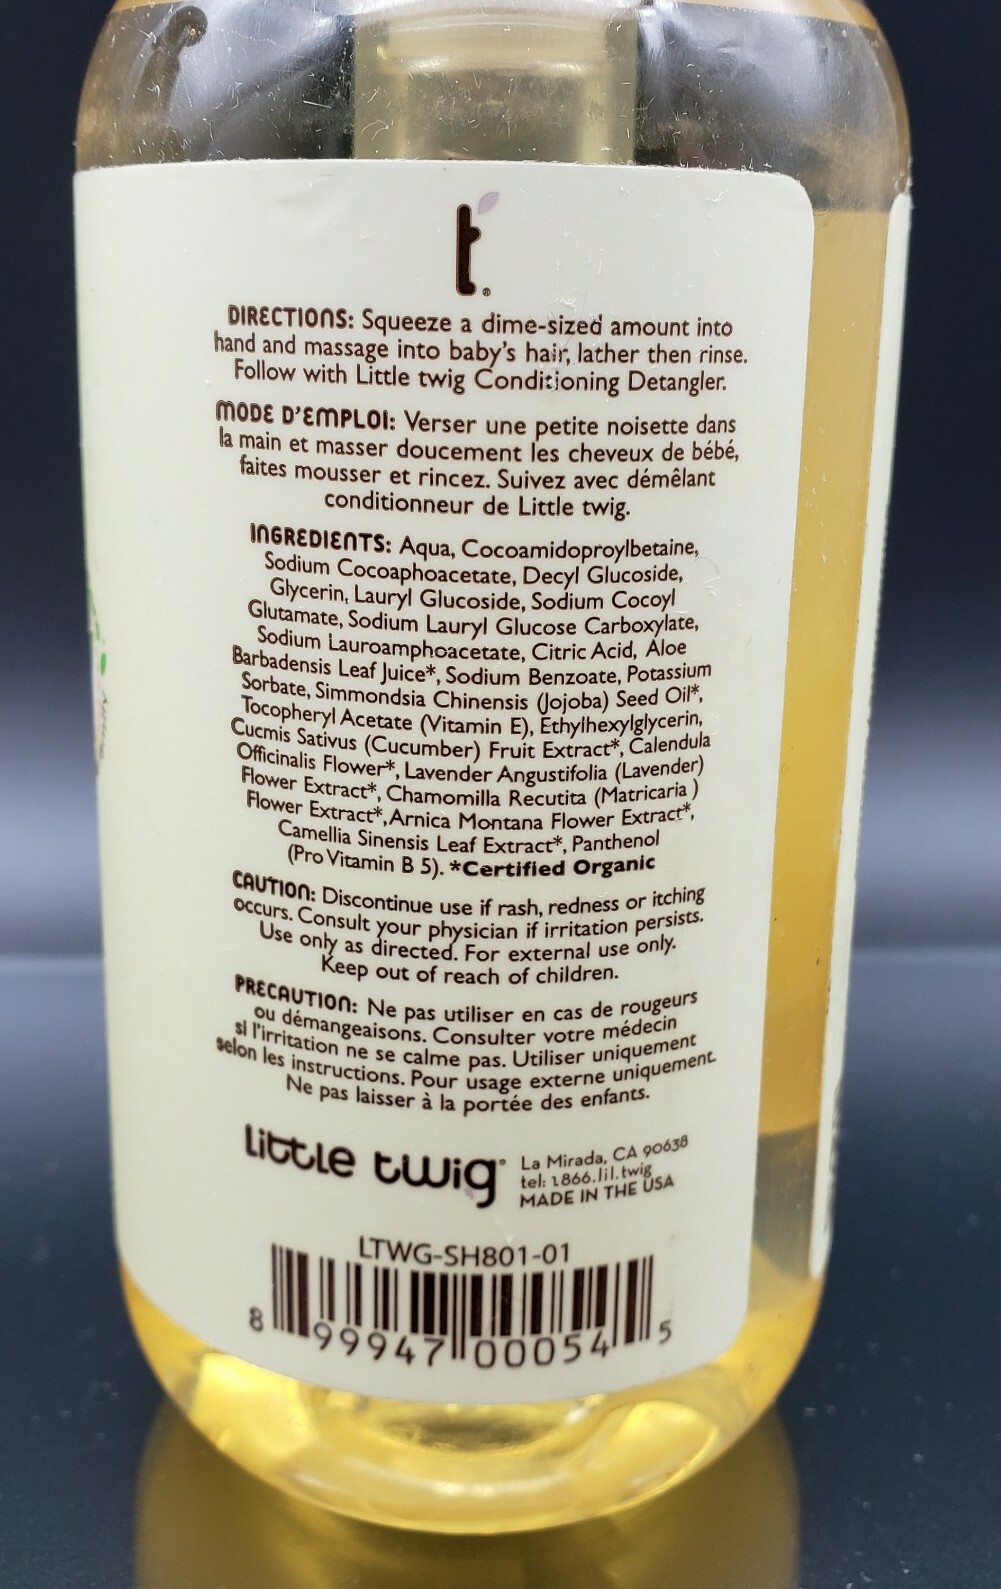 t.®
DIRECTIONS: Squeeze a dime-sized amount into
hand and massage into baby's hair, lather then rinse.
Follow with Little twig Conditioning Detangler.
MODE D'EMPLOI: Verser une petite noisette dans
la main et masser doucement les cheveux de bébé,
faites mousser et rincez. Suivez avec démêlant
conditionneur de Little twig.
INGREDIENTS: Aqua, Cocoamidoproylbetaine,
Sodium Cocoaphoacetate, Decyl Glucoside,
Glycerin, Lauryl Glucoside, Sodium Cocoyl
Glutamate, Sodium Lauryl Glucose Carboxylate,
Sodium Lauroamphoacetate, Citric Acid, Aloe
Barbadensis Leaf Juice*, Sodium Benzoate, Potassium
Sorbate, Simmondsia Chinensis (Jojoba) Seed Oil*,
Tocopheryl Acetate (Vitamin E), Ethylhexylglycerin,
Cucmis Sativus (Cucumber) Fruit Extract*, Calendula
Officinalis Flower*, Lavender Angustifolia (Lavender)
Flower Extract*, Chamomilla Recutita (Matricaria )
Flower Extract*, Arnica Montana Flower Extract*,
Camellia Sinensis Leaf Extract*, Panthenol
(Pro Vitamin B 5). *Certified Organic
CAUTION: Discontinue use if rash, redness or itching
occurs. Consult your physician if irritation persists.
Use only as directed. For external use only.
Keep out of reach of children.
PRECAUTION: Ne pas utiliser en cas de rougeurs
ou démangeaisons. Consulter votre médecin
si l'irritation ne se calme pas. Utiliser uniquement
selon les instructions. Pour usage externe uniquement.
Ne pas laisser à la portée des enfants.
little twig®
La Mirada, CA 90638
tel: 1.866.lil.twig
MADE IN THE USA
LTWG-SH801-01
8 99947 00054 5